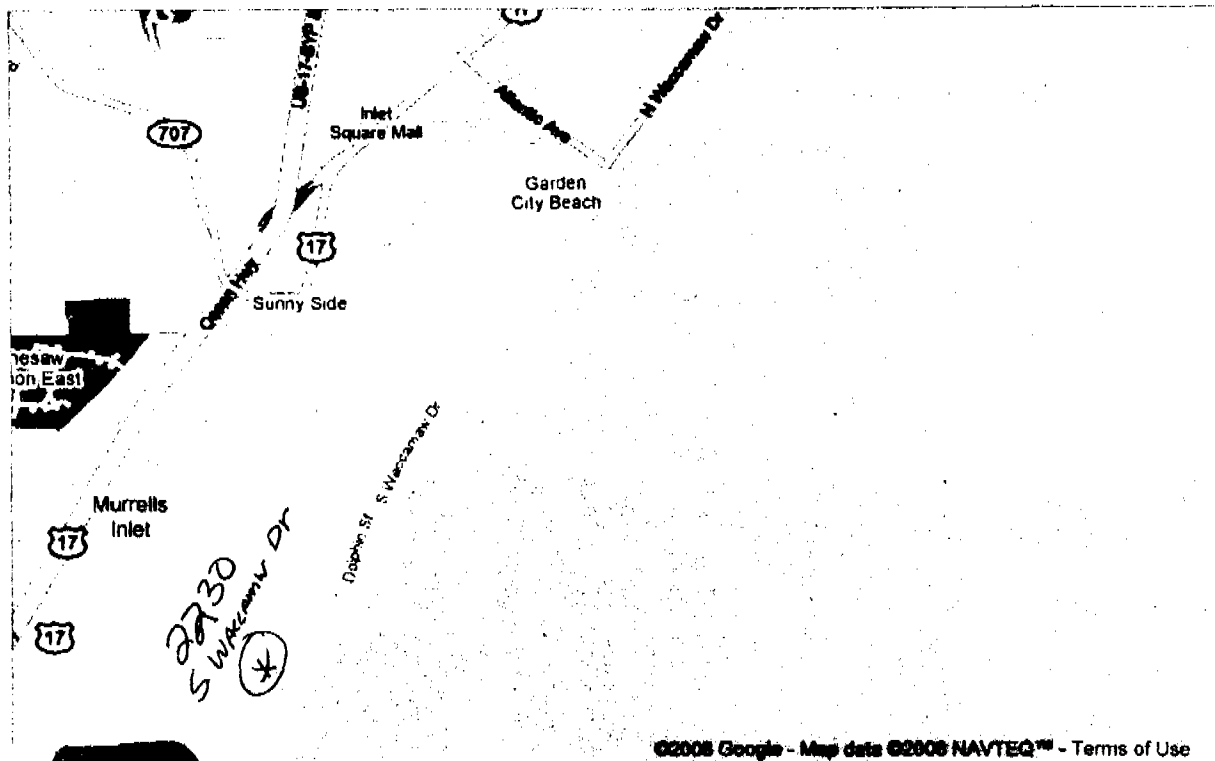 17
US-17-BYP
N Waccamaw Dr
Atlantic Ave
707
Inlet
Square Mall
Garden
City Beach
17
Ocean Hwy
Sunny Side
nesaw
on East
S Waccamaw Dr
Dolphin St
Murrells
Inlet
17
2230
S Waccamaw Dr
*
17
©2008 Google - Map data ©2008 NAVTEQ™ - Terms of Use